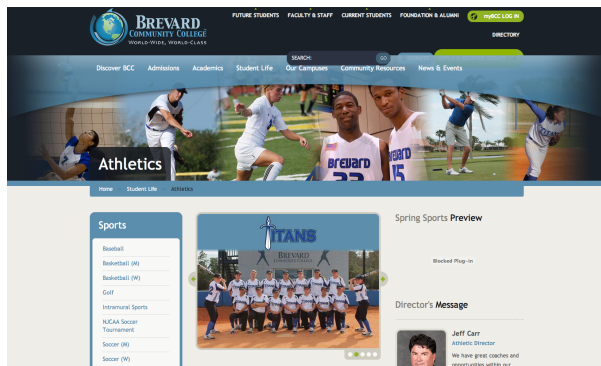 BREVARD
COMMUNITY COLLEGE
WORLD-WIDE, WORLD-CLASS
FUTURE STUDENTS FACULTY & STAFF CURRENT STUDENTS FOUNDATION & ALUMNI myBCC LOG IN
DIRECTORY
SEARCH: GO
Discover BCC Admissions Academics Student Life Our Campuses Community Resources News & Events
BREVARD
BREVARD
15
Athletics
Home Student Life Athletics
Sports
Baseball
Basketball (M)
Basketball (W)
Golf
Intramural Sports
NJCAA Soccer
Tournament
Soccer (M)
Soccer (W)
TITANS
BREVARD
Spring Sports Preview
Blocked Plug-in
Director's Message
Jeff Carr
Athletic Director
We have great coaches and
opportunities within our